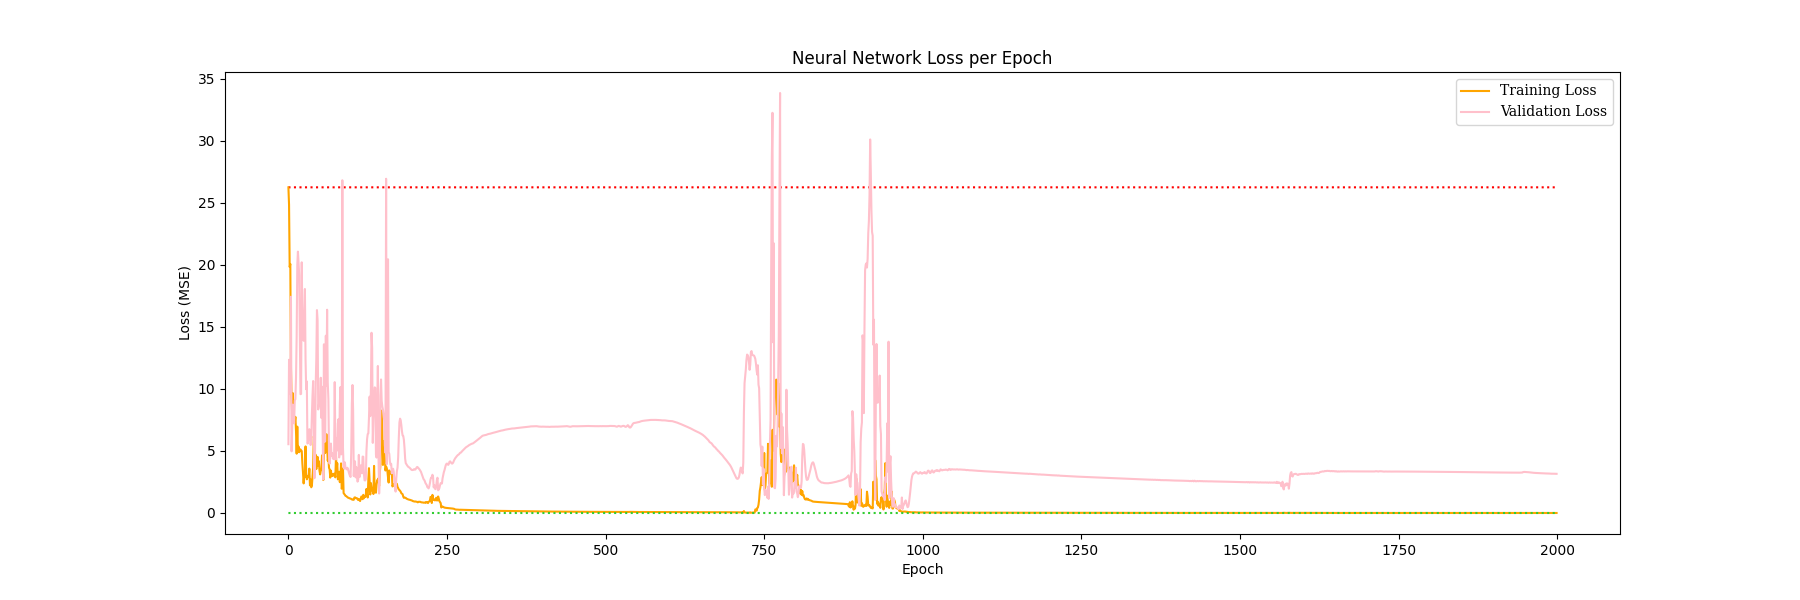 Neural Network Loss per Epoch
Training Loss
Validation Loss
35
30
25
20
15
10
5
0
Loss (MSE)
0 250 500 750 1000 1250 1500 1750 2000
Epoch